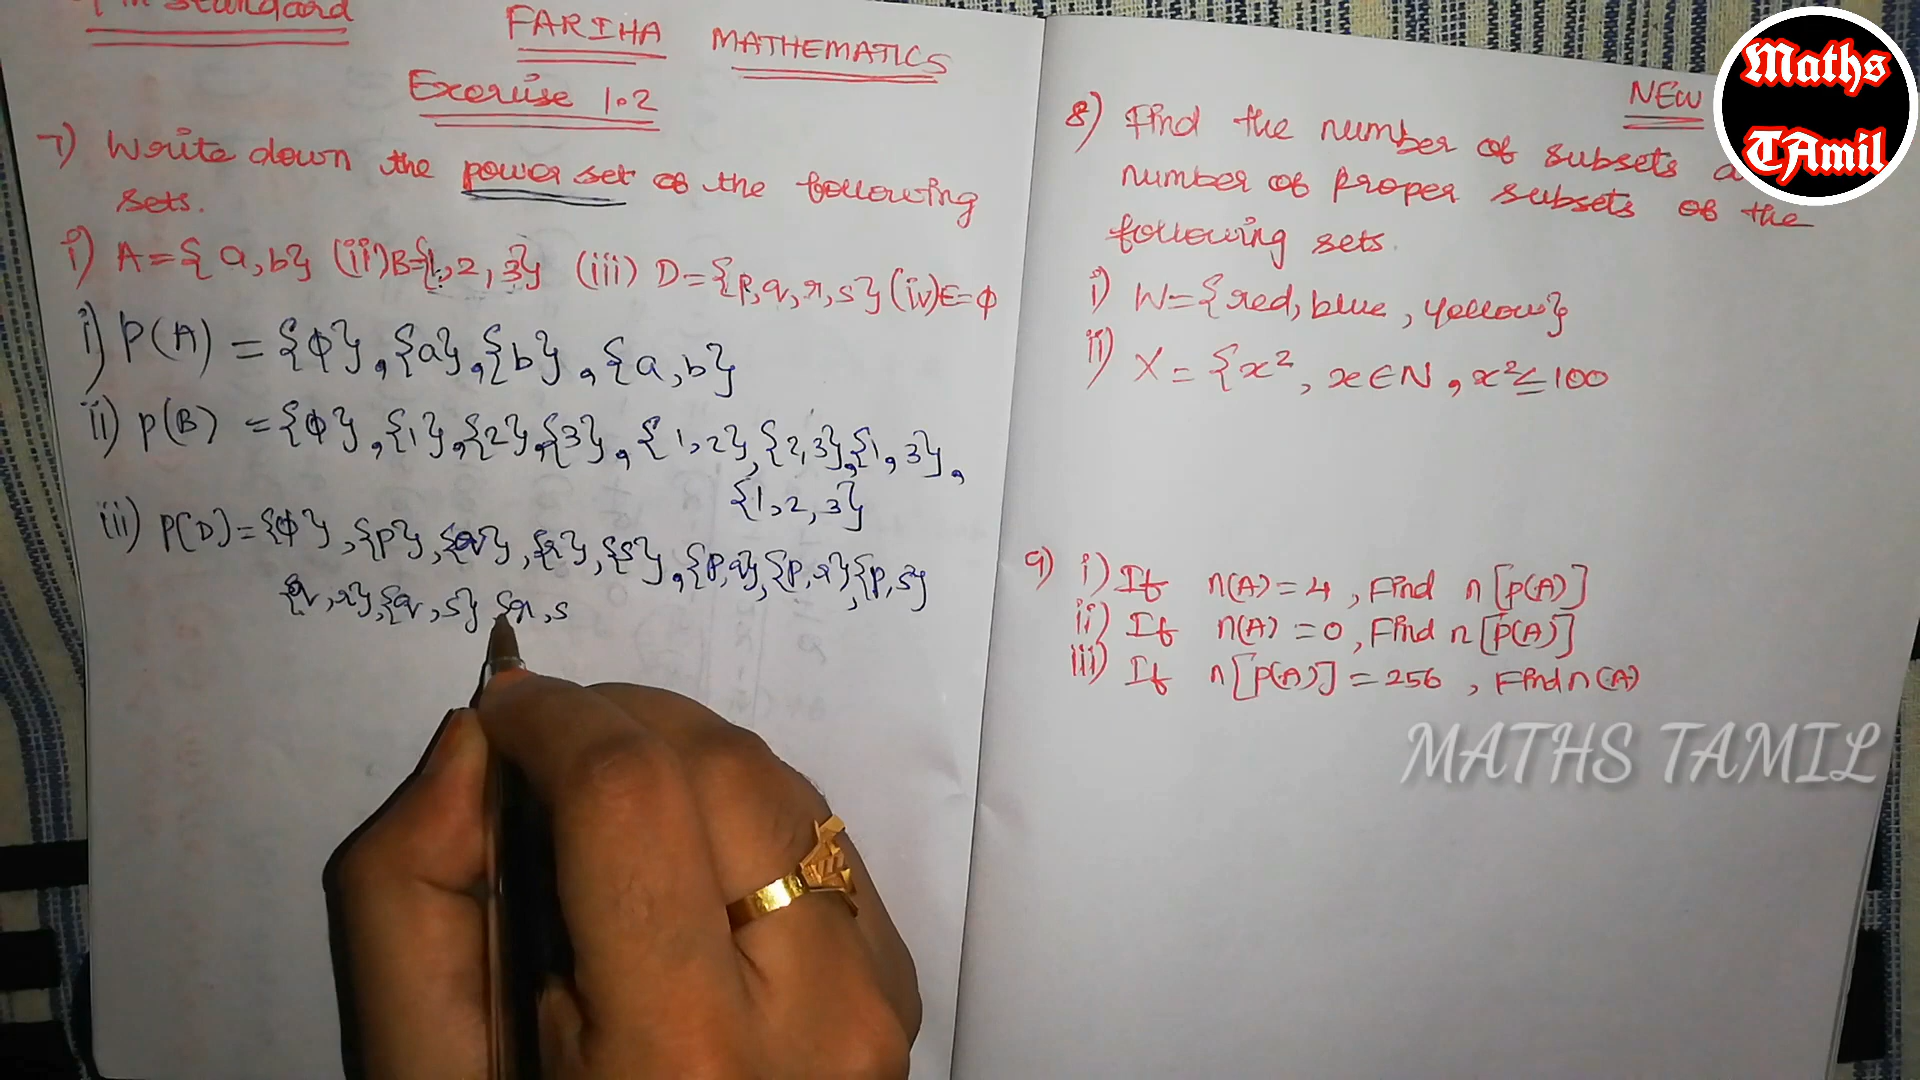 in standard
FARIHA MATHEMATICS
Exercise 1.2
7) Write down the power set of the following
sets.
i) A={a,b} (ii) B={1,2,3} (iii) D={p,q,r,s} (iv) E=ϕ
i) P(A) = {ϕ},{a},{b},{a,b}
ii) P(B) = {ϕ},{1},{2},{3},{1,2},{2,3},{1,3},
{1,2,3}
iii) P[D]={ϕ},{p},{q},{r},{s},{p,q},{p,r},{p,s}
{q,r},{q,s},{r,s
NEW
8) Find the number of subsets
number of proper subsets of the
following sets.
i) W={red, blue, yellow}
ii) X = {x², x∈N, x²≤100
9) i) If n(A)=4, Find n[p(A)]
ii) If n(A)=0, Find n[p(A)]
iii) If n[p(A)]=256, Find n(A)
Maths
TAmil
MATHS TAMIL